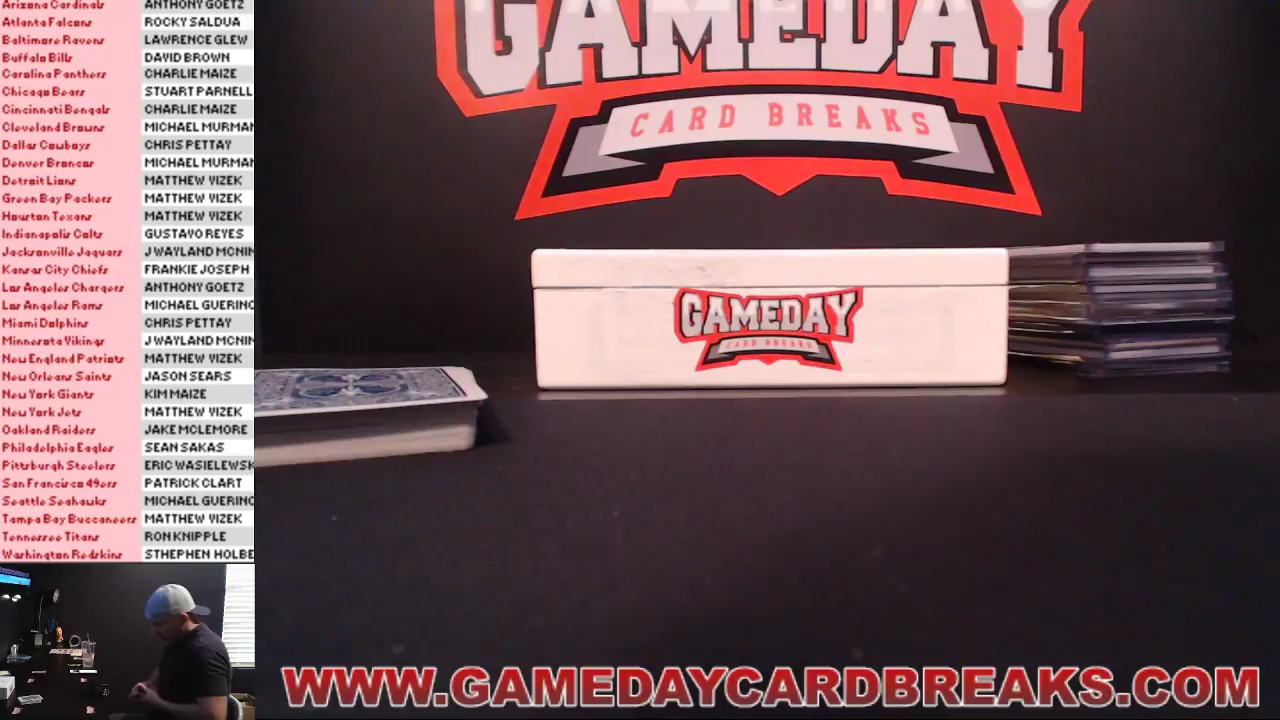 Arizona Cardinals ANTHONY GOETZ
Atlanta Falcons ROCKY SALDUA
Baltimore Ravens LAWRENCE GLEW
Buffalo Bills DAVID BROWN
Carolina Panthers CHARLIE MAIZE
Chicago Bears STUART PARNELL
Cincinnati Bengals CHARLIE MAIZE
Cleveland Browns MICHAEL MURMAN
Dallas Cowboys CHRIS PETTAY
Denver Broncos MICHAEL MURMAN
Detroit Lions MATTHEW VIZEK
Green Bay Packers MATTHEW VIZEK
Houston Texans MATTHEW VIZEK
Indianapolis Colts GUSTAVO REYES
Jacksonville Jaguars J WAYLAND MCNIN
Kansas City Chiefs FRANKIE JOSEPH
Los Angeles Chargers ANTHONY GOETZ
Los Angeles Rams MICHAEL GUERINO
Miami Dolphins CHRIS PETTAY
Minnesota Vikings J WAYLAND MCNIN
New England Patriots MATTHEW VIZEK
New Orleans Saints JASON SEARS
New York Giants KIM MAIZE
New York Jets MATTHEW VIZEK
Oakland Raiders JAKE MCLEMORE
Philadelphia Eagles SEAN SAKAS
Pittsburgh Steelers ERIC WASIELEWSK
San Francisco 49ers PATRICK CLART
Seattle Seahawks MICHAEL GUERINO
Tampa Bay Buccaneers MATTHEW VIZEK
Tennessee Titans RON KNIPPLE
Washington Redskins STHEPHEN HOLBE
GAMEDAY
CARD BREAKS
GAMEDAY
CARD BREAKS
WWW.GAMEDAYCARDBREAKS.COM